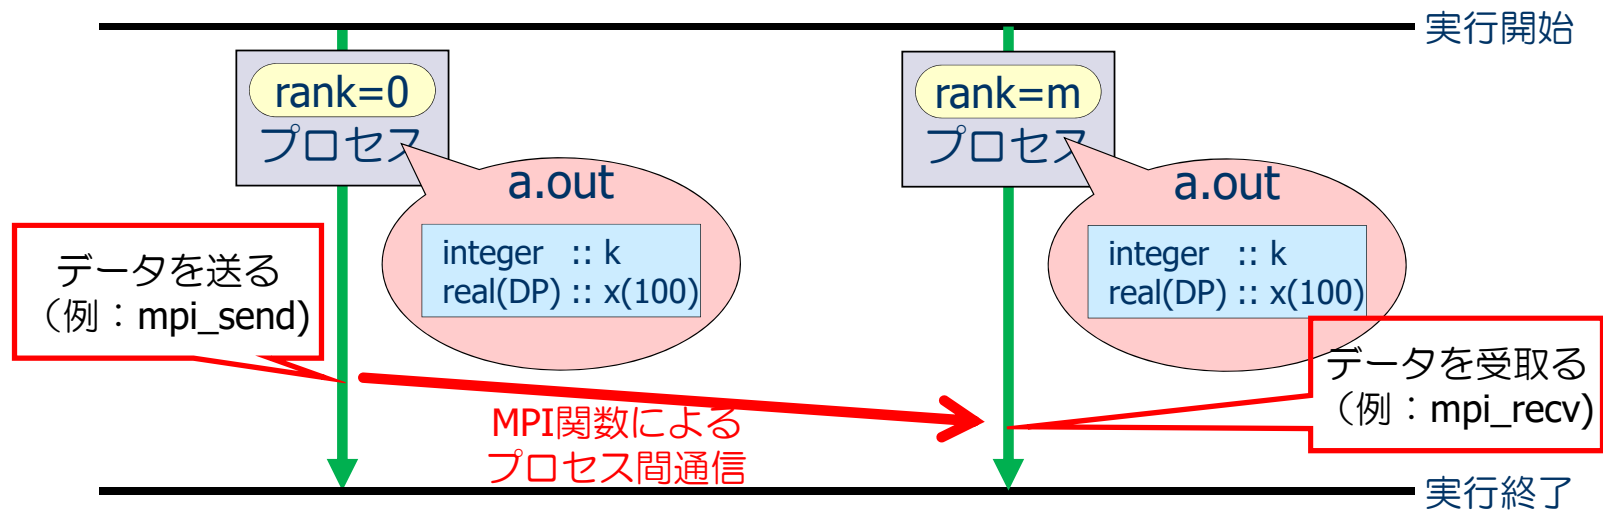 実行開始
rank=0
プロセス
a.out
integer :: k
real(DP) :: x(100)
rank=m
プロセス
a.out
integer :: k
real(DP) :: x(100)
データを送る
（例：mpi_send)
データを受取る
（例：mpi_recv)
MPI関数による
プロセス間通信
実行終了